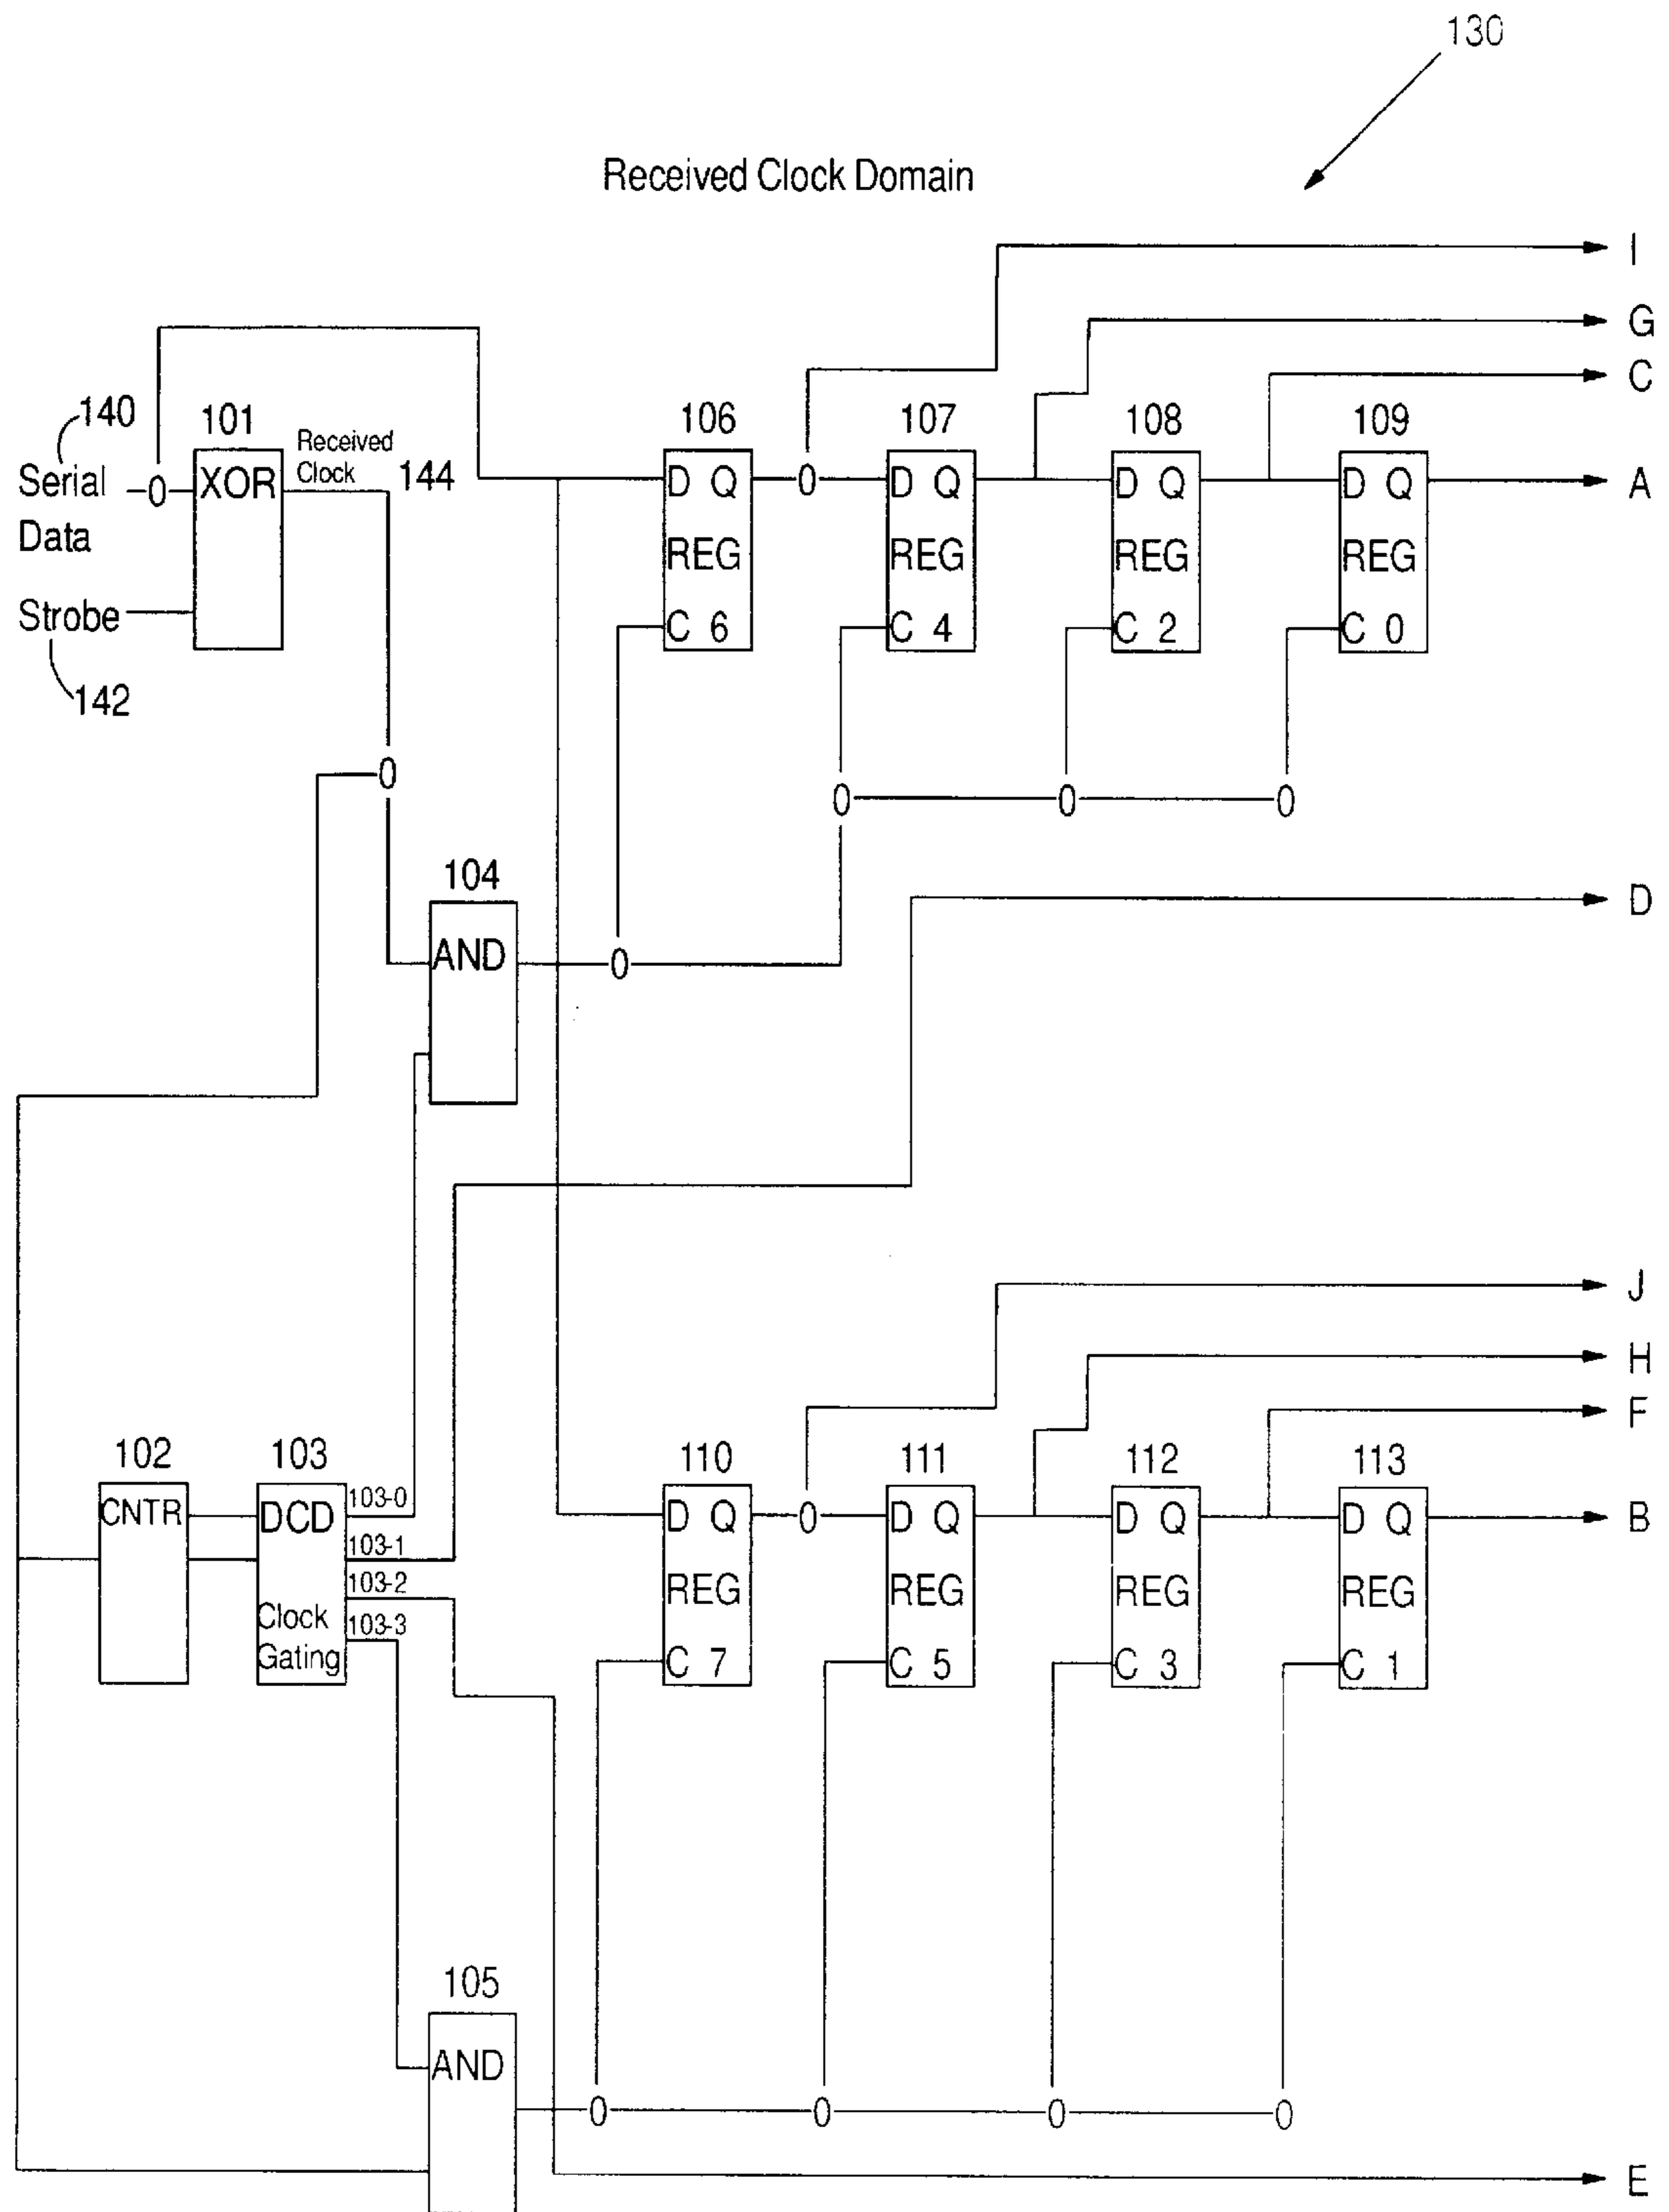 130
Received Clock Domain
I
G
C
140
101
Received
Clock
144
106
107
108
109
Serial
Data
0
XOR
D Q
REG
C 6
0
D Q
REG
C 4
D Q
REG
C 2
D Q
REG
C 0
A
Strobe
142
0
0
0
0
104
AND
0
D
J
H
F
102
CNTR
103
DCD
Clock
Gating
103-0
103-1
103-2
103-3
110
D Q
REG
C 7
0
111
D Q
REG
C 5
112
D Q
REG
C 3
113
D Q
REG
C 1
B
105
AND
0
0
0
0
E